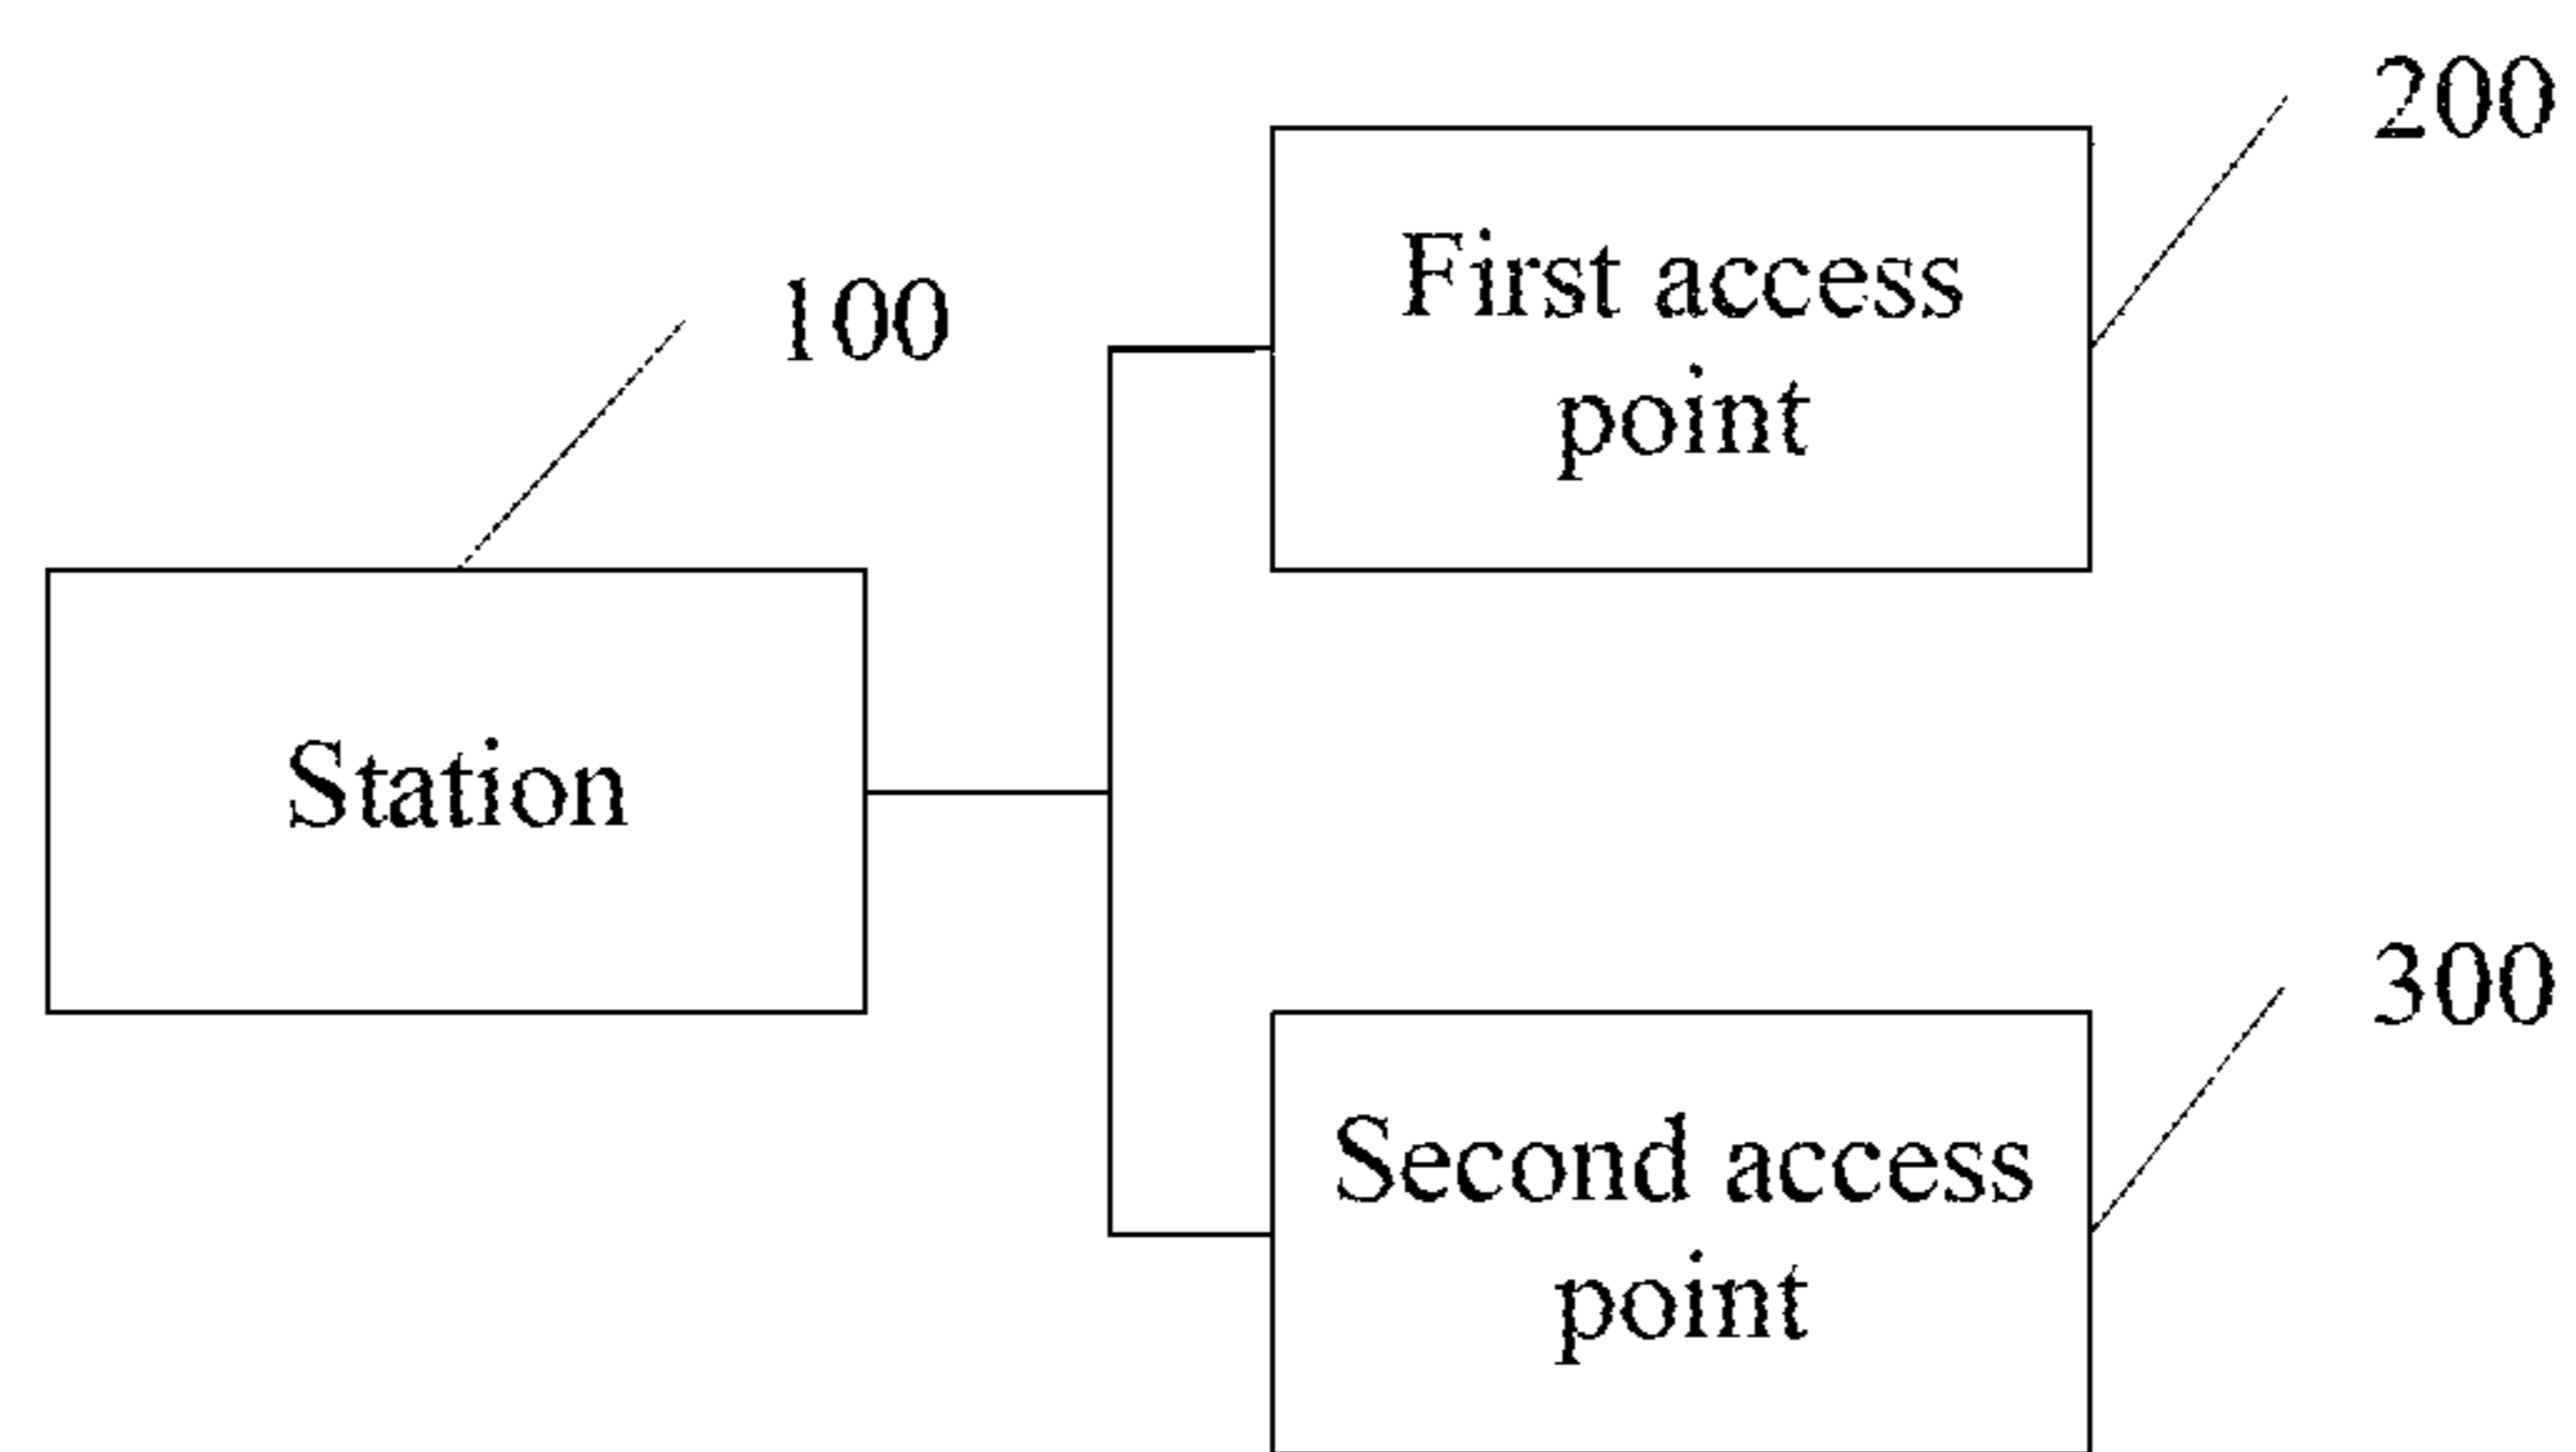 200
First access
point
100
Station
300
Second access
point